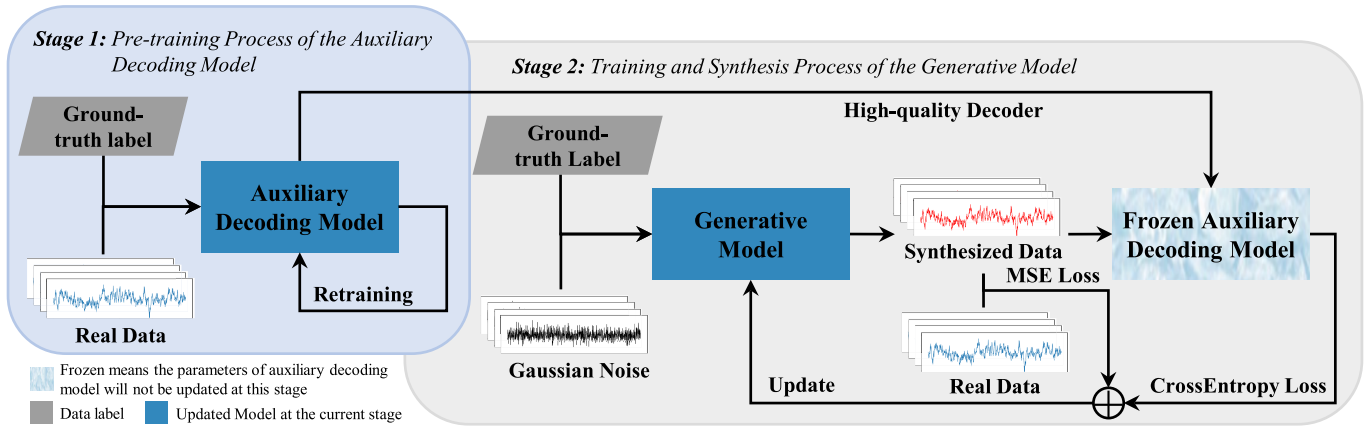 Stage 1: Pre-training Process of the Auxiliary
Decoding Model
Ground-
truth label
Auxiliary
Decoding Model
Retraining
Real Data
Stage 2: Training and Synthesis Process of the Generative Model
High-quality Decoder
Ground-
truth Label
Generative
Model
Gaussian Noise
Synthesized Data
MSE Loss
Real Data
Frozen Auxiliary
Decoding Model
Update
CrossEntropy Loss
Frozen means the parameters of auxiliary decoding
model will not be updated at this stage
Data label
Updated Model at the current stage